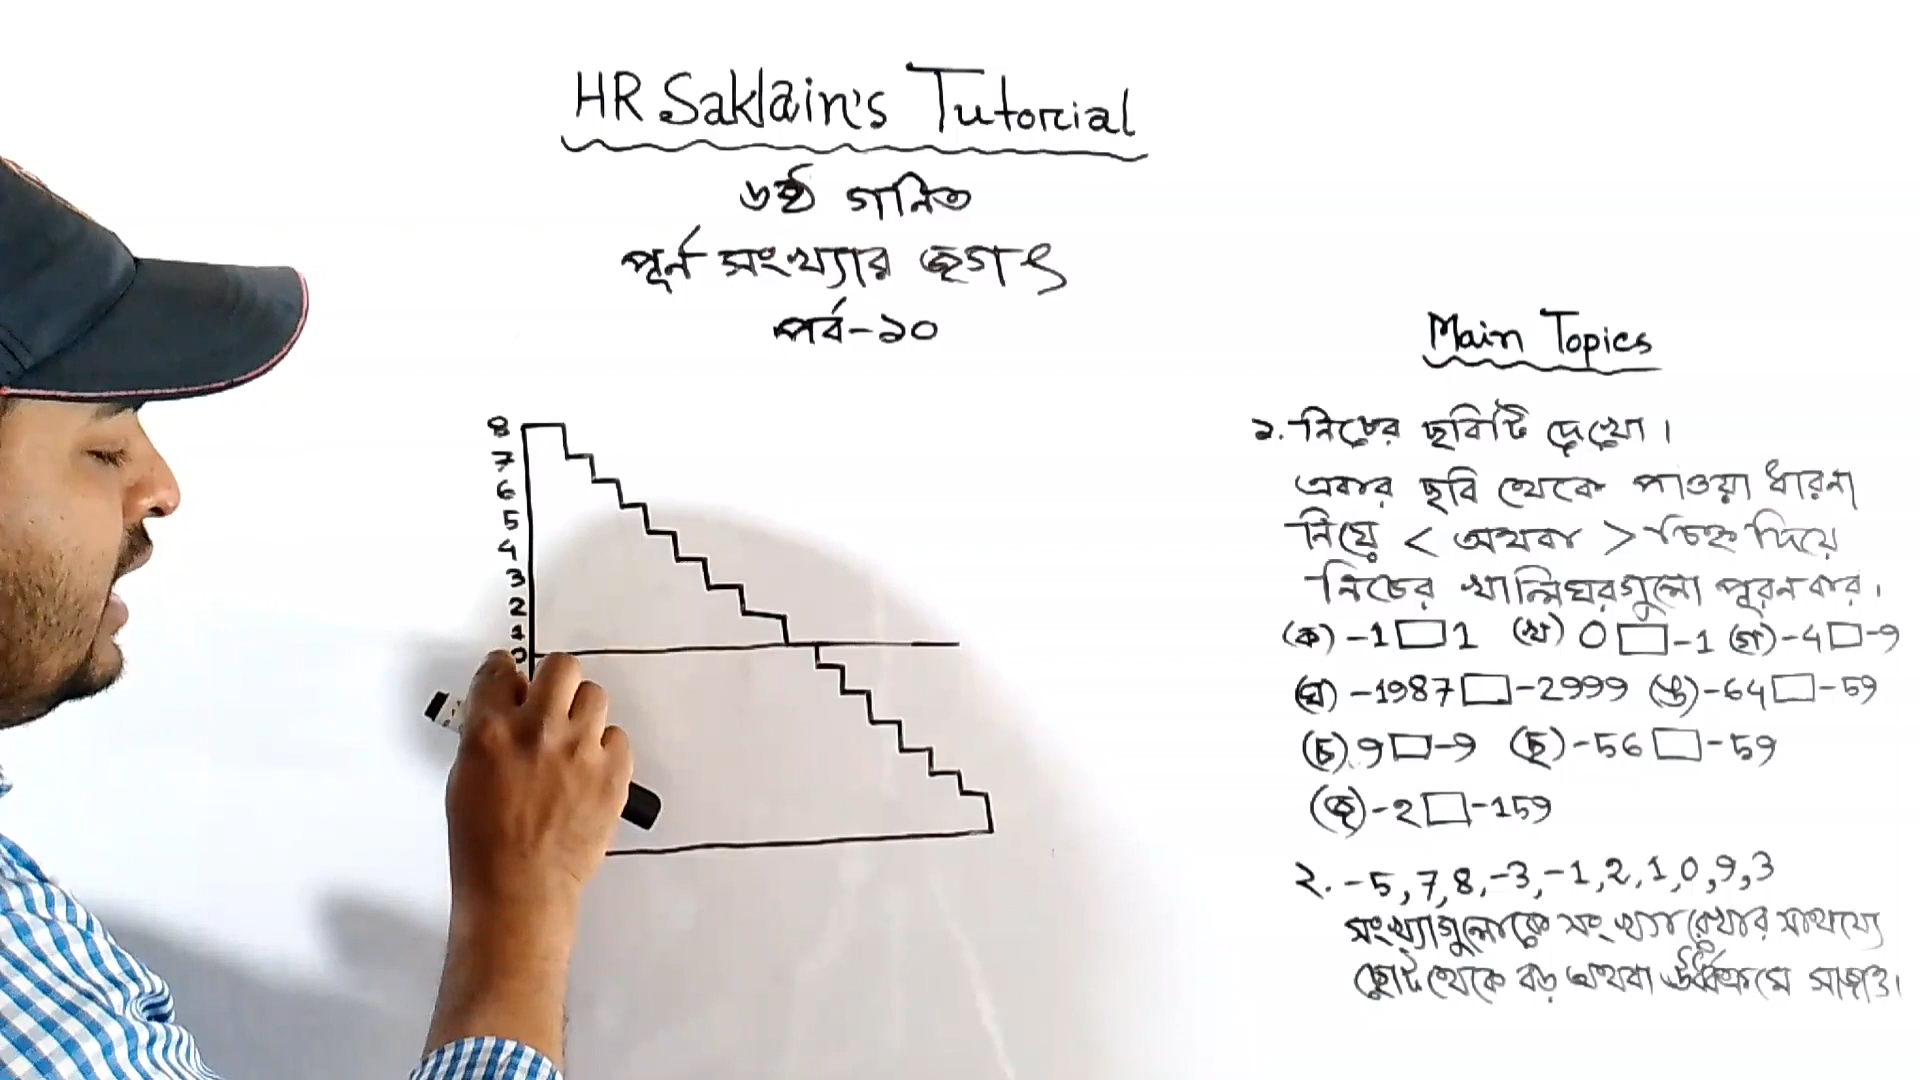 HR Saklain's Tutorial
৬ষ্ঠ গনিত
পূর্ন সংখ্যার জগৎ
পর্ব-১০
8
7
6
5
4
3
2
1
0
Main Topics
১. নিচের ছবিটি দেখো।
এবার ছবি থেকে পাওয়া ধারনা
নিয়ে < অথবা > চিহ্ন দিয়ে
নিচের খালিঘরগুলো পূরন কর।
(ক) -1 □ 1 (খ) 0 □ -1 (গ) -4 □ -9
(ঘ) -1987 □ -2999 (ঙ) -64 □ -59
(চ) 9 □ -9 (ছ) -56 □ -59
(জ) -2 □ -159
২. -5, 7, 8, -3, -1, 2, 1, 0, 9, 3
সংখ্যাগুলোকে সংখ্যারেখার সাহায্যে
ছোট থেকে বড় অথবা উর্ধ্বক্রমে সাজাও।